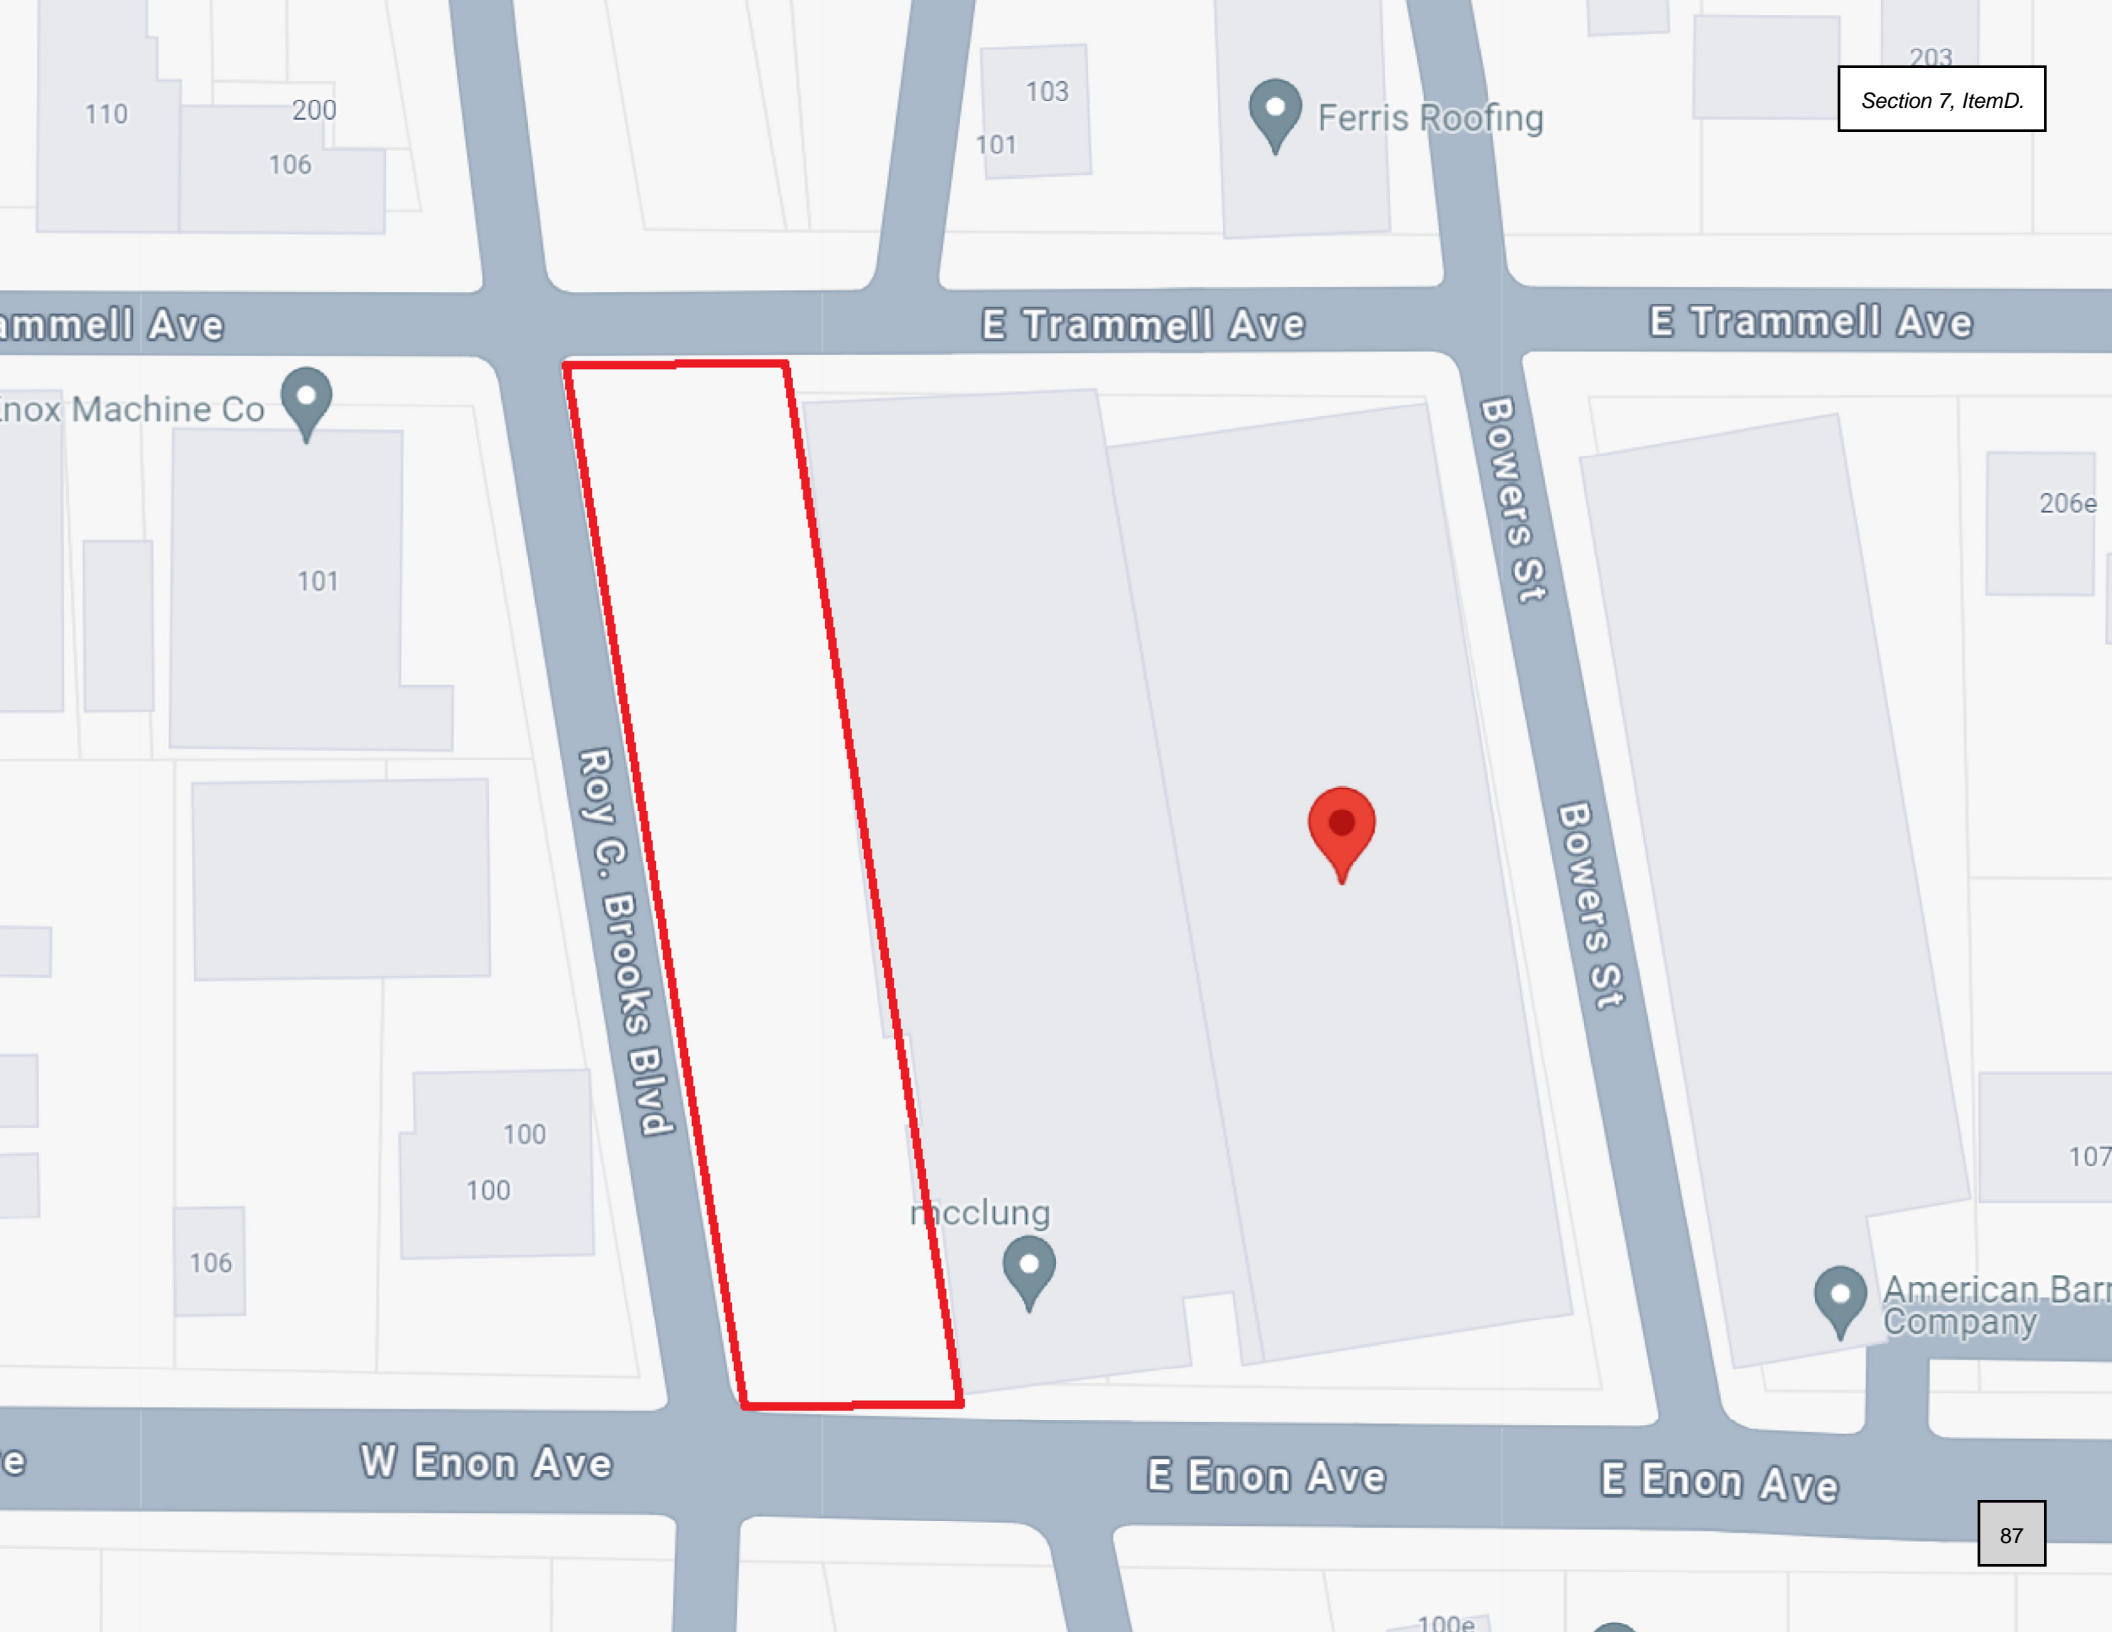 203
Section 7, ItemD.
103
110
200
Ferris Roofing
101
106
ammell Ave
E Trammell Ave
E Trammell Ave
Knox Machine Co
Bowers St
206e
101
Roy C. Brooks Blvd
Bowers St
100
107
100
mcclung
106
American Barr
Company
W Enon Ave
E Enon Ave
E Enon Ave
e
87
100e